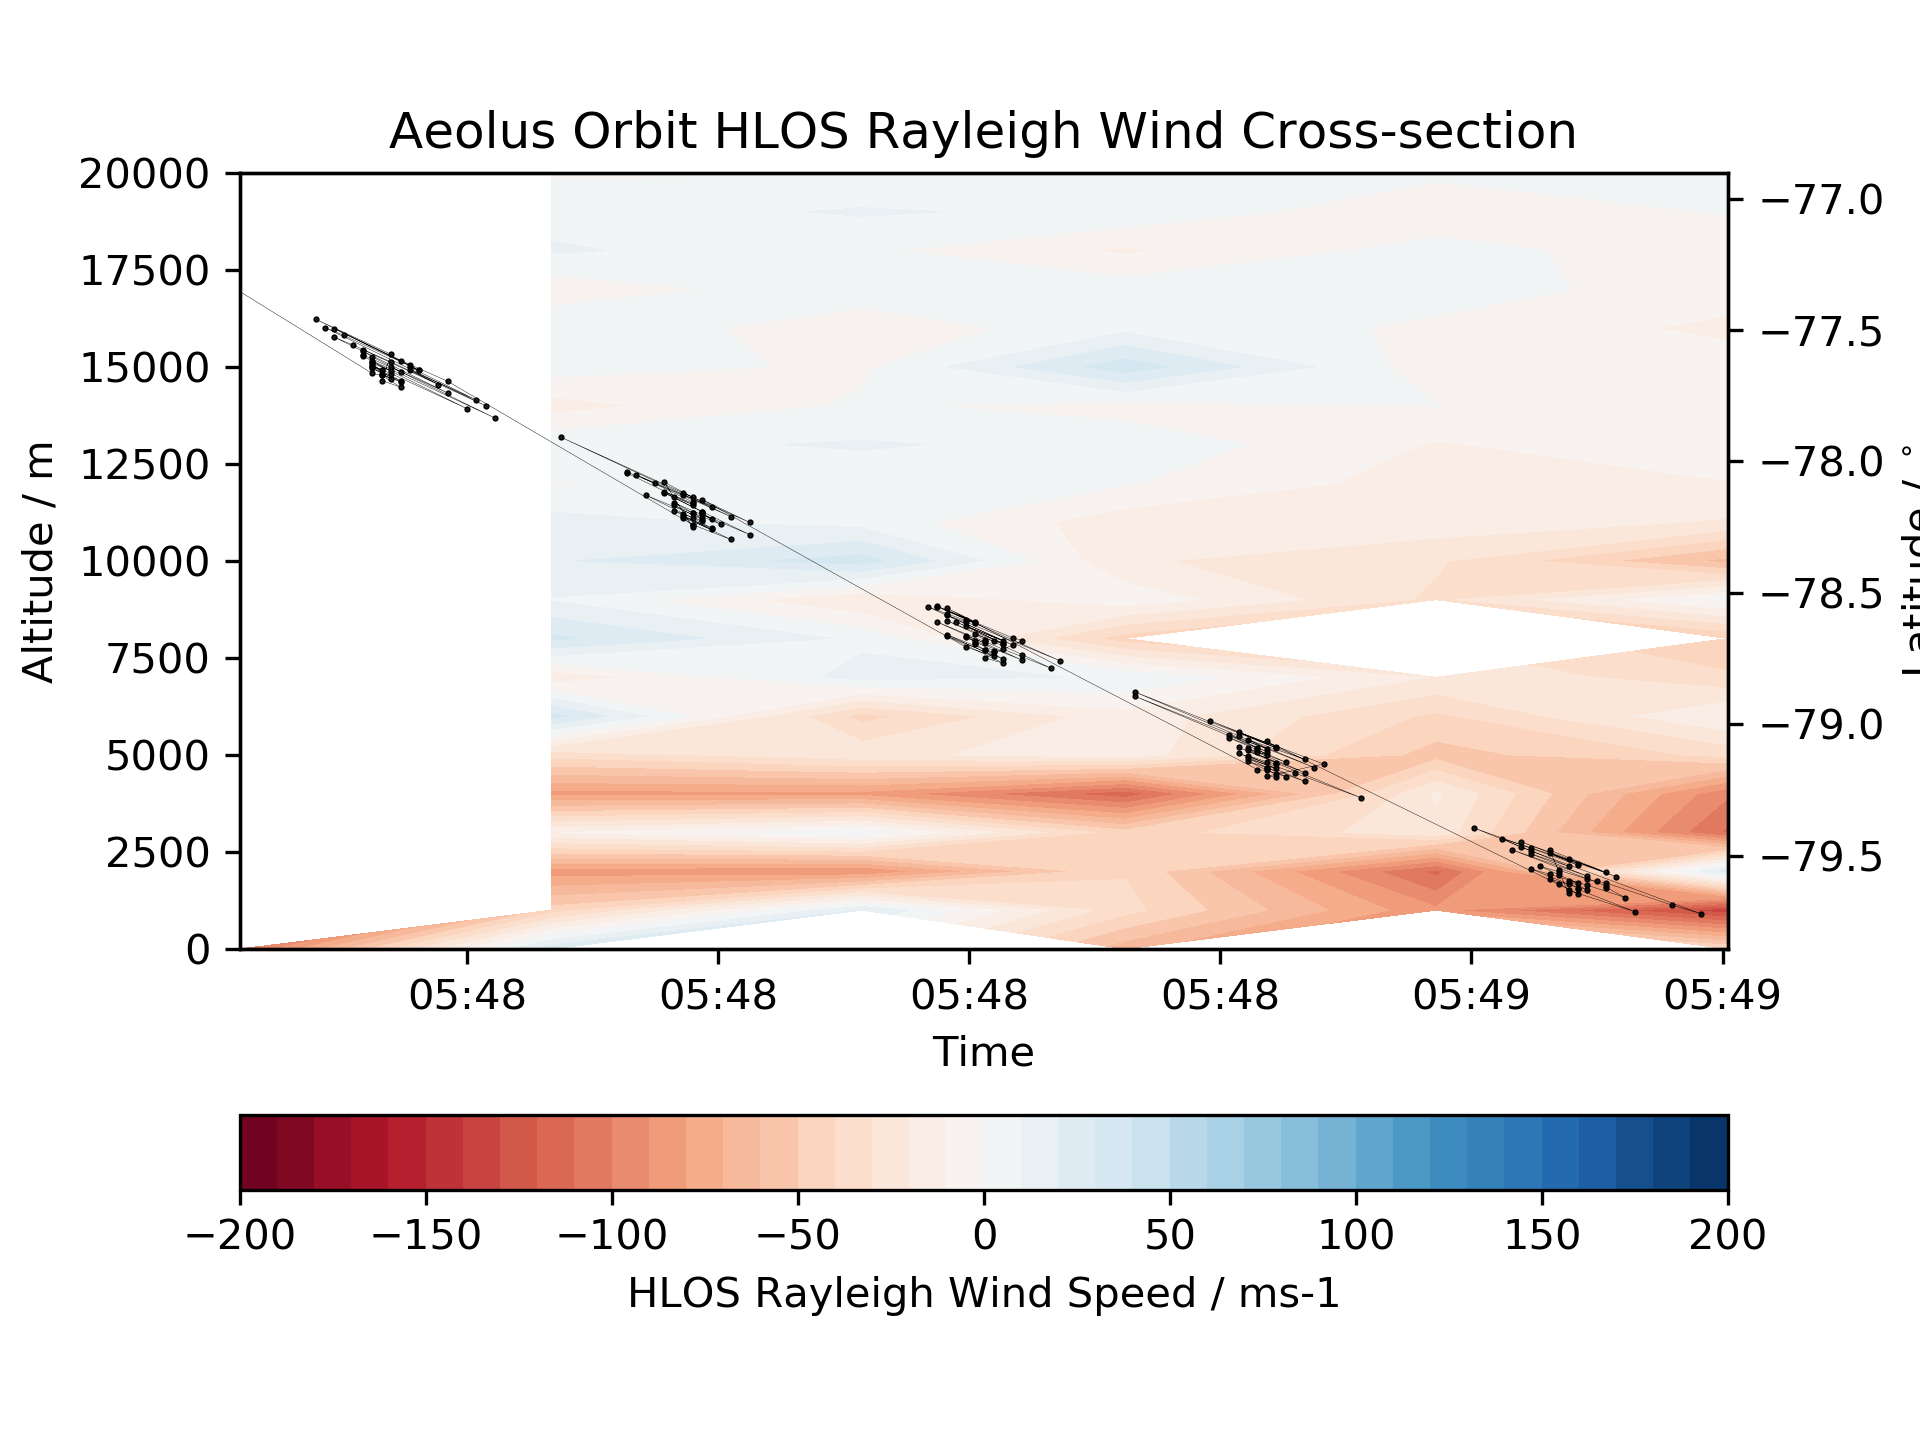 Aeolus Orbit HLOS Rayleigh Wind Cross-section
20000
17500
15000
12500
10000
7500
5000
2500
0
Altitude / m
−77.0
−77.5
−78.0
−78.5
−79.0
−79.5
Latitude / °
05:48 05:48 05:48 05:48 05:49 05:49
Time
−200 −150 −100 −50 0 50 100 150 200
HLOS Rayleigh Wind Speed / ms-1